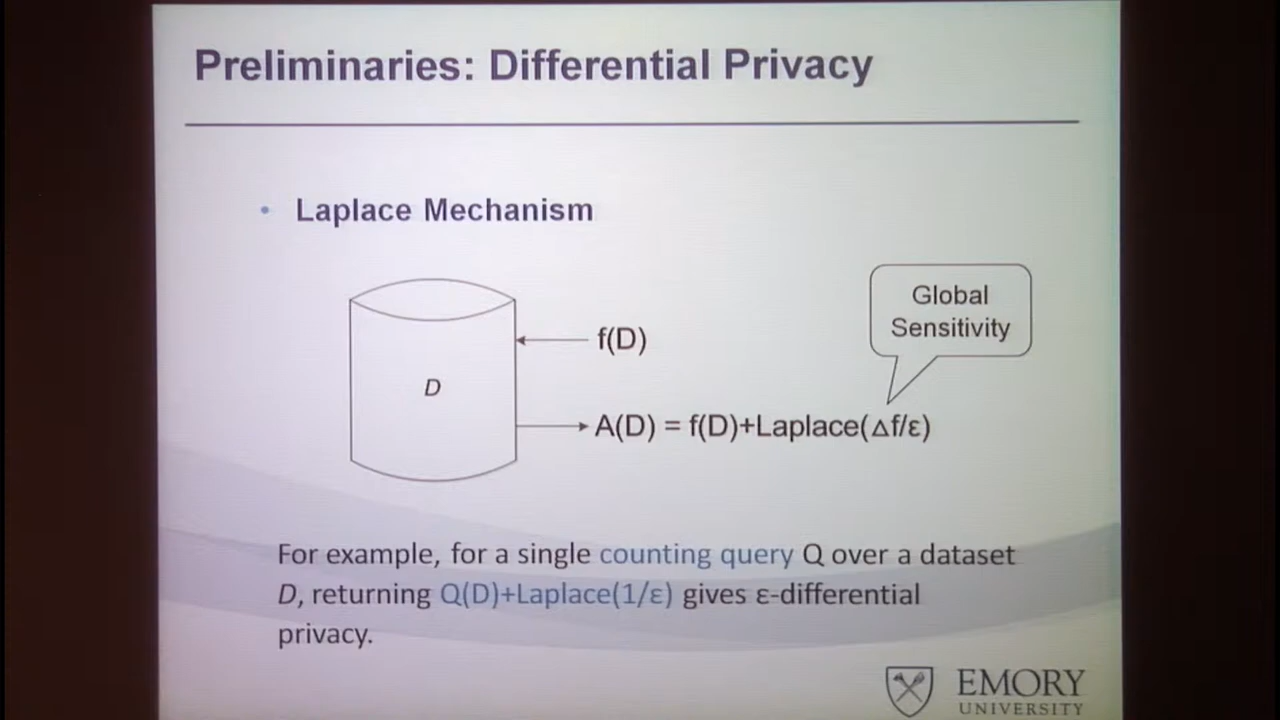 Preliminaries: Differential Privacy
• Laplace Mechanism
Global
Sensitivity
f(D)
D
A(D) = f(D)+Laplace(Δf/ε)
For example, for a single counting query Q over a dataset
D, returning Q(D)+Laplace(1/ε) gives ε-differential
privacy.
EMORY
UNIVERSITY